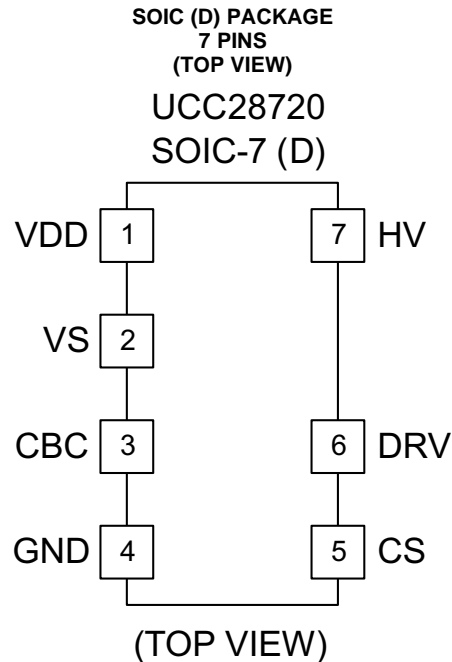 SOIC (D) PACKAGE
7 PINS
(TOP VIEW)
UCC28720
SOIC-7 (D)
VDD 1 7 HV
VS 2
CBC 3 6 DRV
GND 4 5 CS
(TOP VIEW)